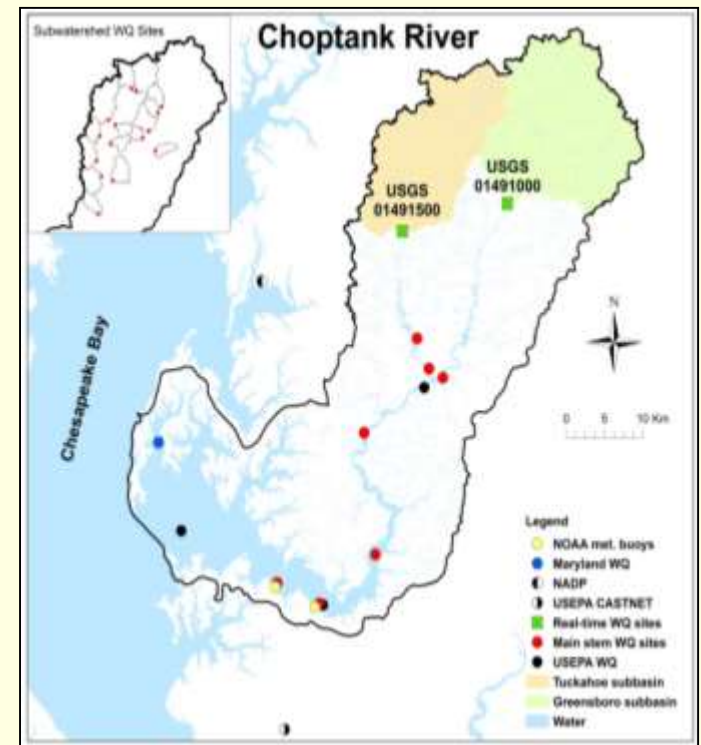 Subwatershed WQ Sites
Choptank River
USGS
01491500
USGS
01491000
N
Chesapeake Bay
0 5 10 Km
Legend
NOAA met. buoys
Maryland WQ
NADP
USEPA CASTNET
Real-time WQ sites
Main stem WQ sites
USEPA WQ
Tuckahoe subbasin
Greensboro subbasin
Water